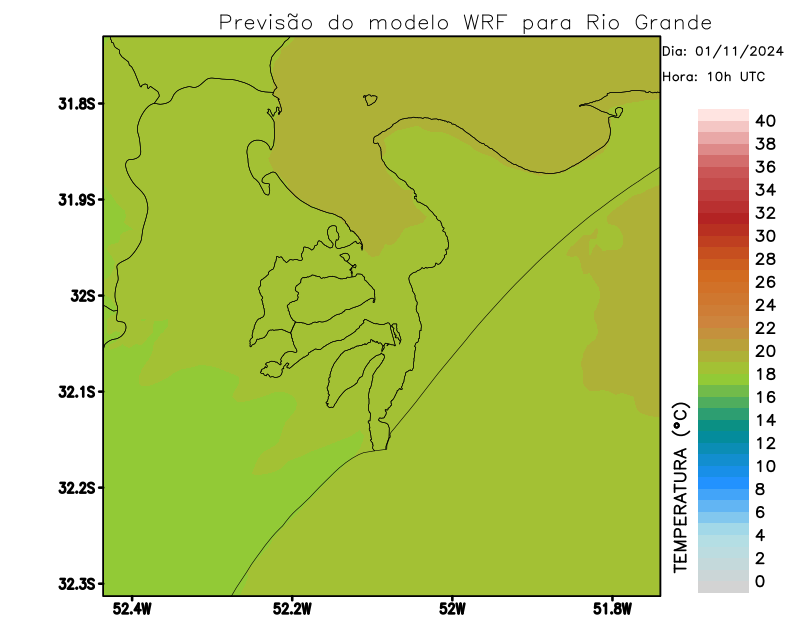 Previsão do modelo WRF para Rio Grande
Dia: 01/11/2024
Hora: 10h UTC
31.8S
31.9S
32S
32.1S
32.2S
32.3S
52.4W
52.2W
52W
51.8W
TEMPERATURA (°C)
40
38
36
34
32
30
28
26
24
22
20
18
16
14
12
10
8
6
4
2
0